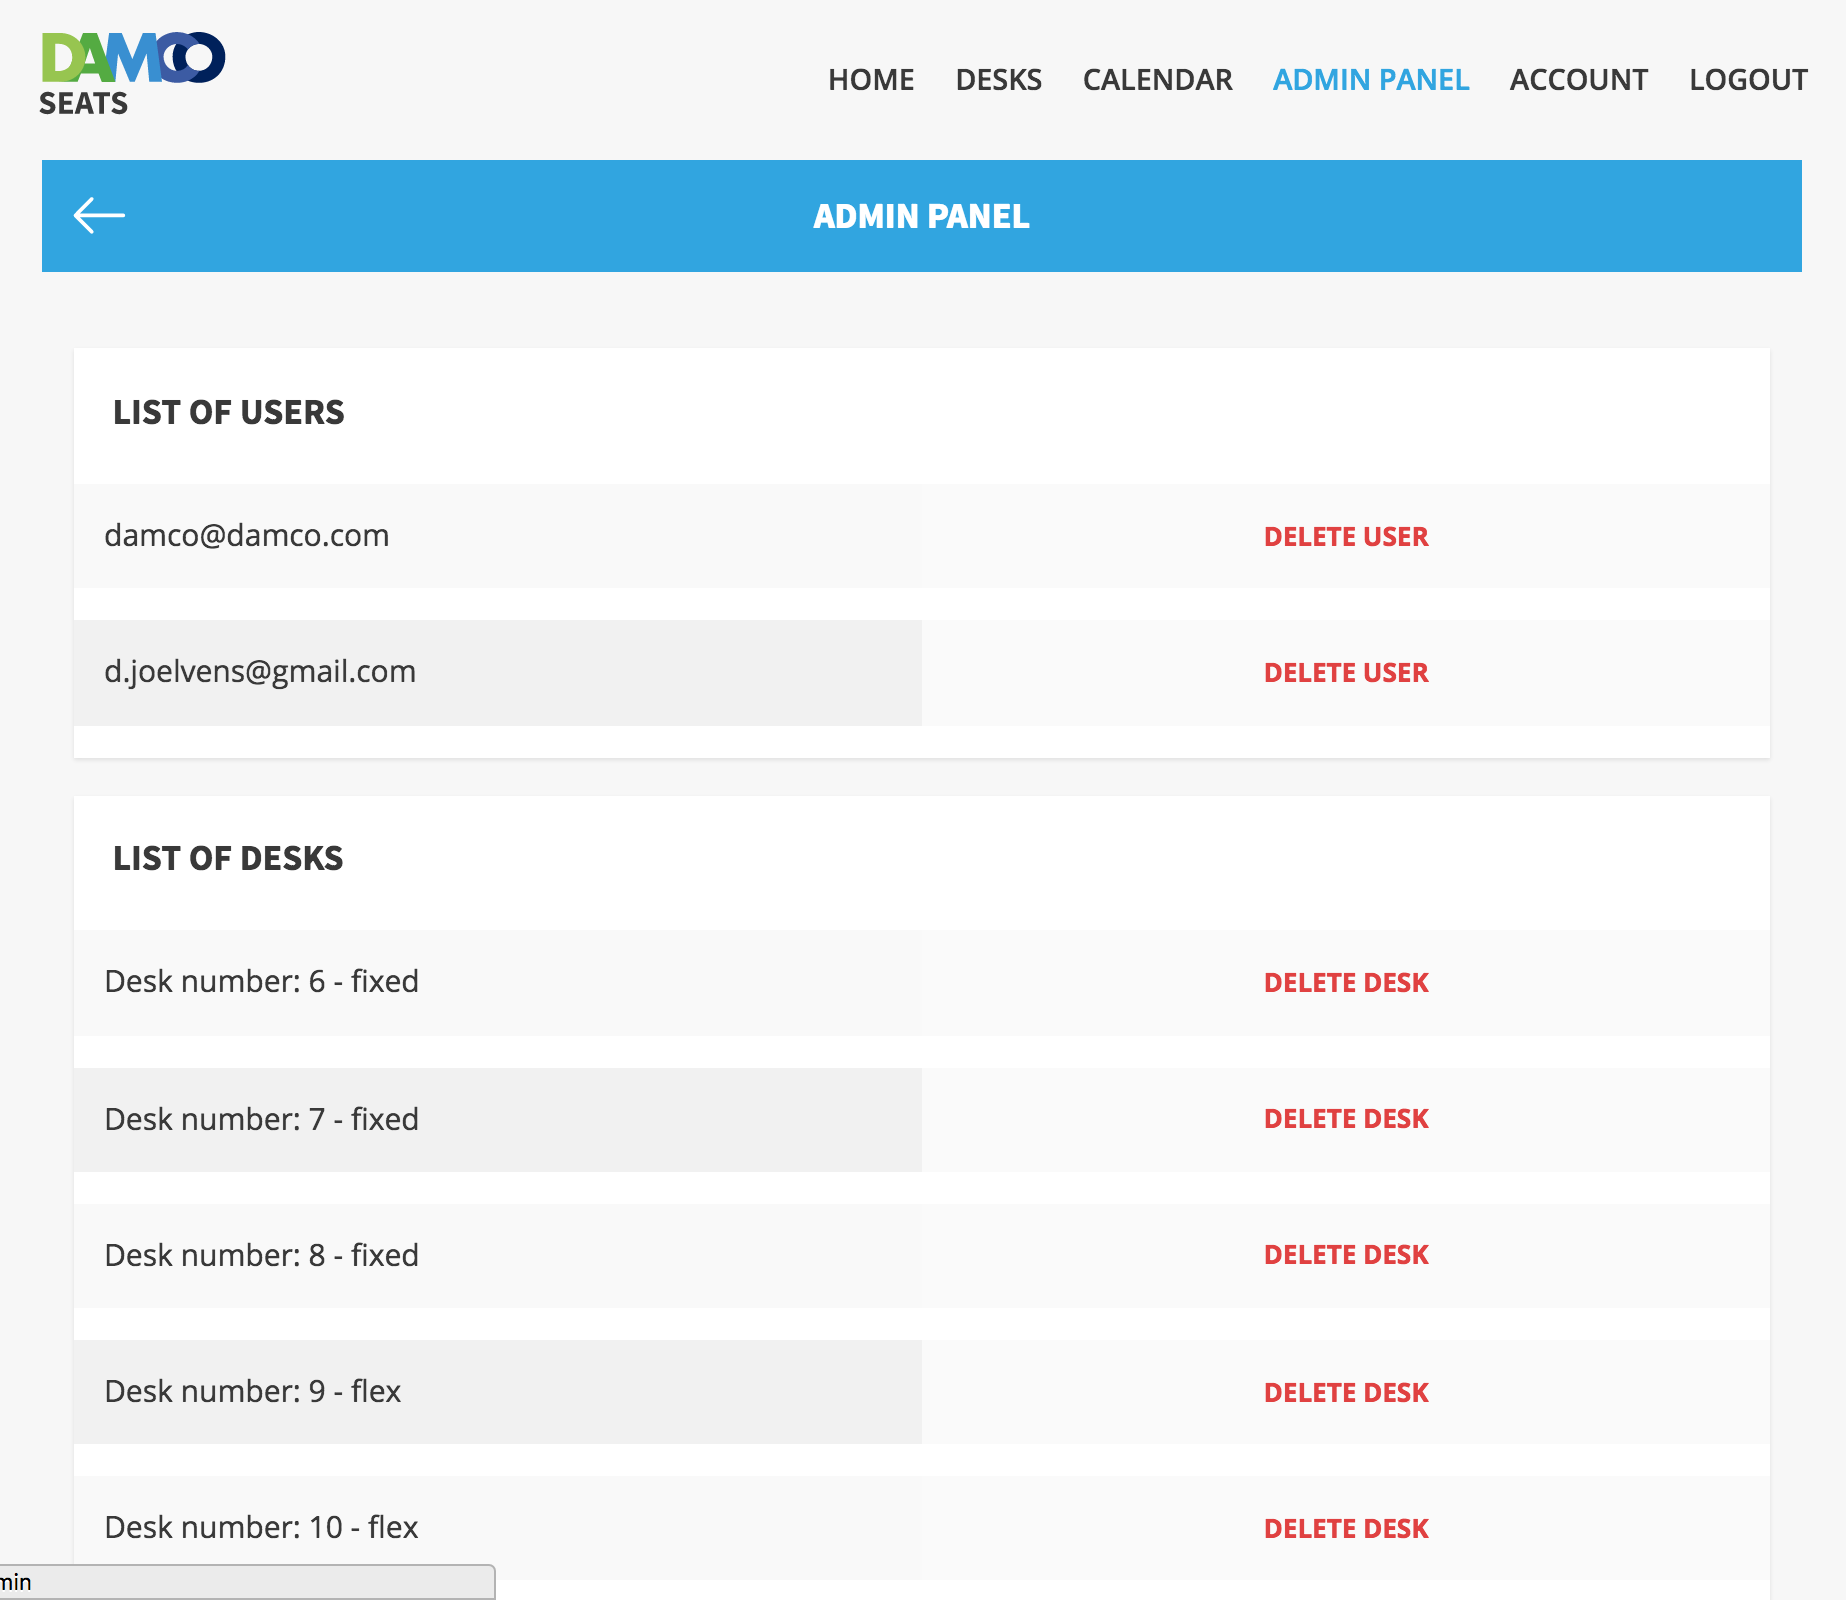 DAMCO
SEATS
HOME DESKS CALENDAR ADMIN PANEL ACCOUNT LOGOUT
ADMIN PANEL
LIST OF USERS
damco@damco.com DELETE USER
d.joelvens@gmail.com DELETE USER
LIST OF DESKS
Desk number: 6 - fixed DELETE DESK
Desk number: 7 - fixed DELETE DESK
Desk number: 8 - fixed DELETE DESK
Desk number: 9 - flex DELETE DESK
Desk number: 10 - flex DELETE DESK